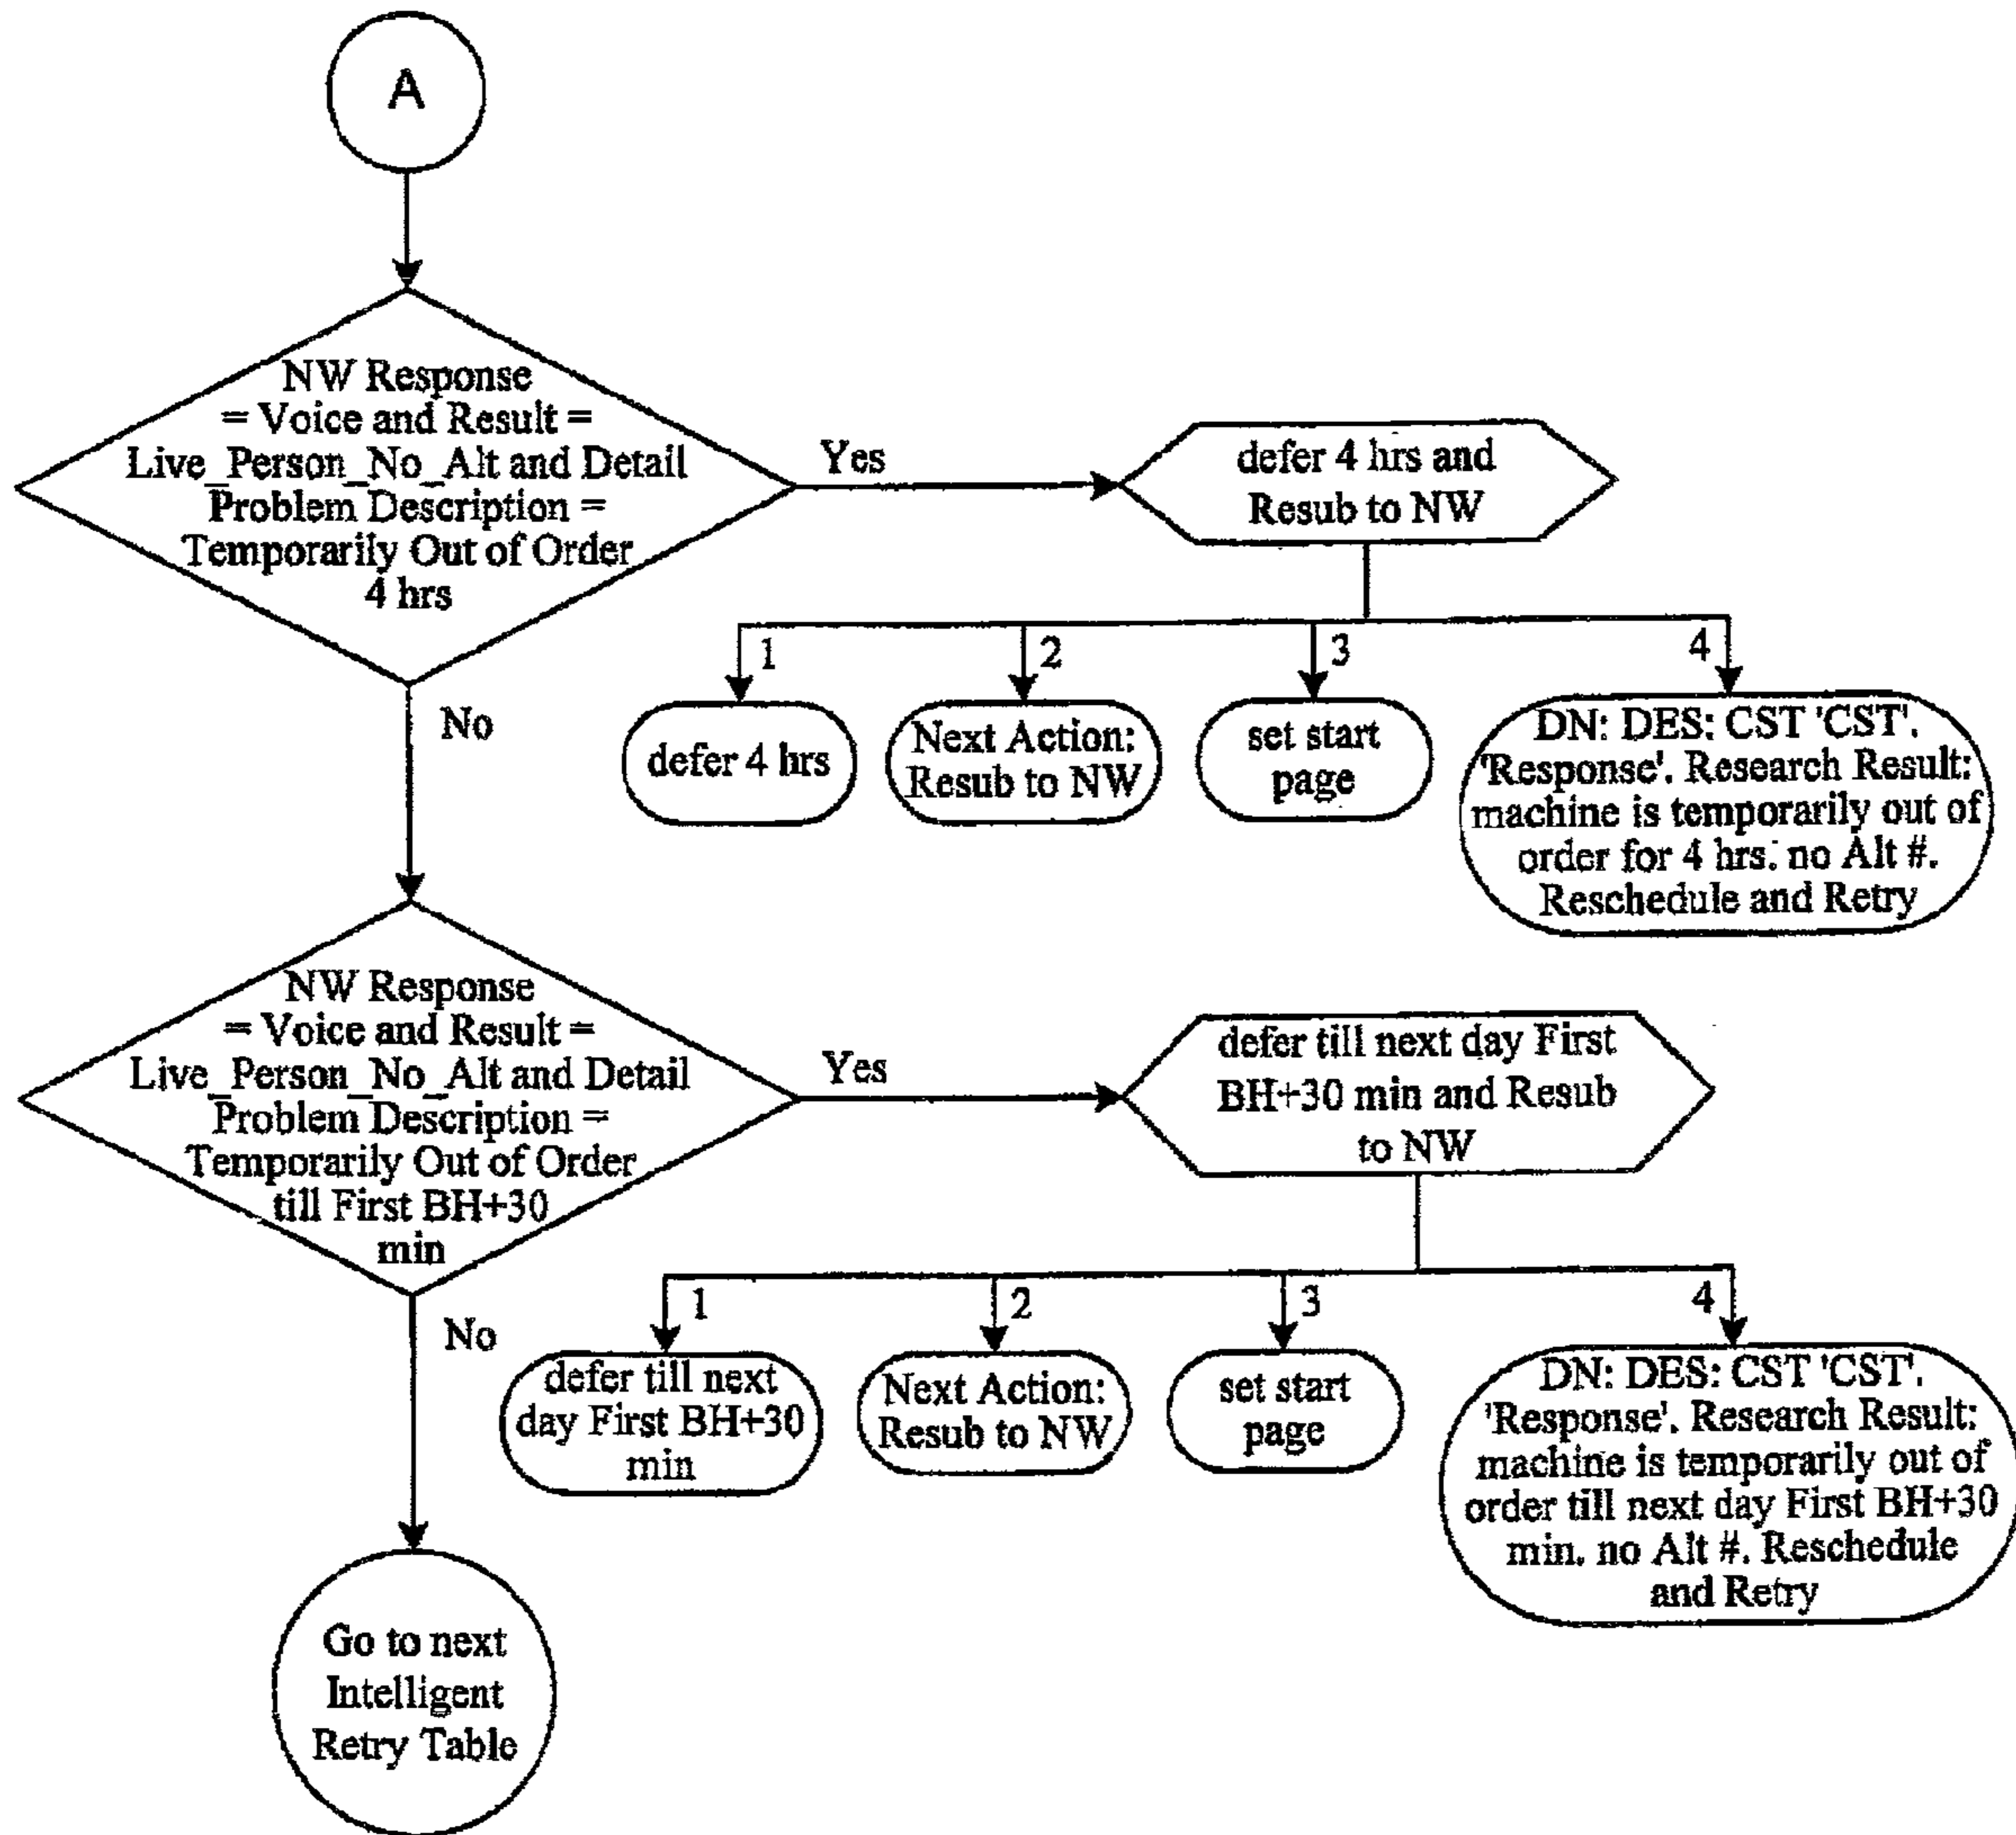 A
NW Response
= Voice and Result =
Live_Person_No_Alt and Detail
Problem Description =
Temporarily Out of Order
4 hrs
Yes
defer 4 hrs and
Resub to NW
No
1
2
3
4
defer 4 hrs
Next Action:
Resub to NW
set start
page
DN: DES: CST 'CST'.
'Response'. Research Result:
machine is temporarily out of
order for 4 hrs. no Alt #.
Reschedule and Retry
NW Response
= Voice and Result =
Live_Person_No_Alt and Detail
Problem Description =
Temporarily Out of Order
till First BH+30
min
Yes
defer till next day First
BH+30 min and Resub
to NW
No
1
2
3
4
defer till next
day First BH+30
min
Next Action:
Resub to NW
set start
page
DN: DES: CST 'CST'.
'Response'. Research Result:
machine is temporarily out of
order till next day First BH+30
min. no Alt #. Reschedule
and Retry
Go to next
Intelligent
Retry Table